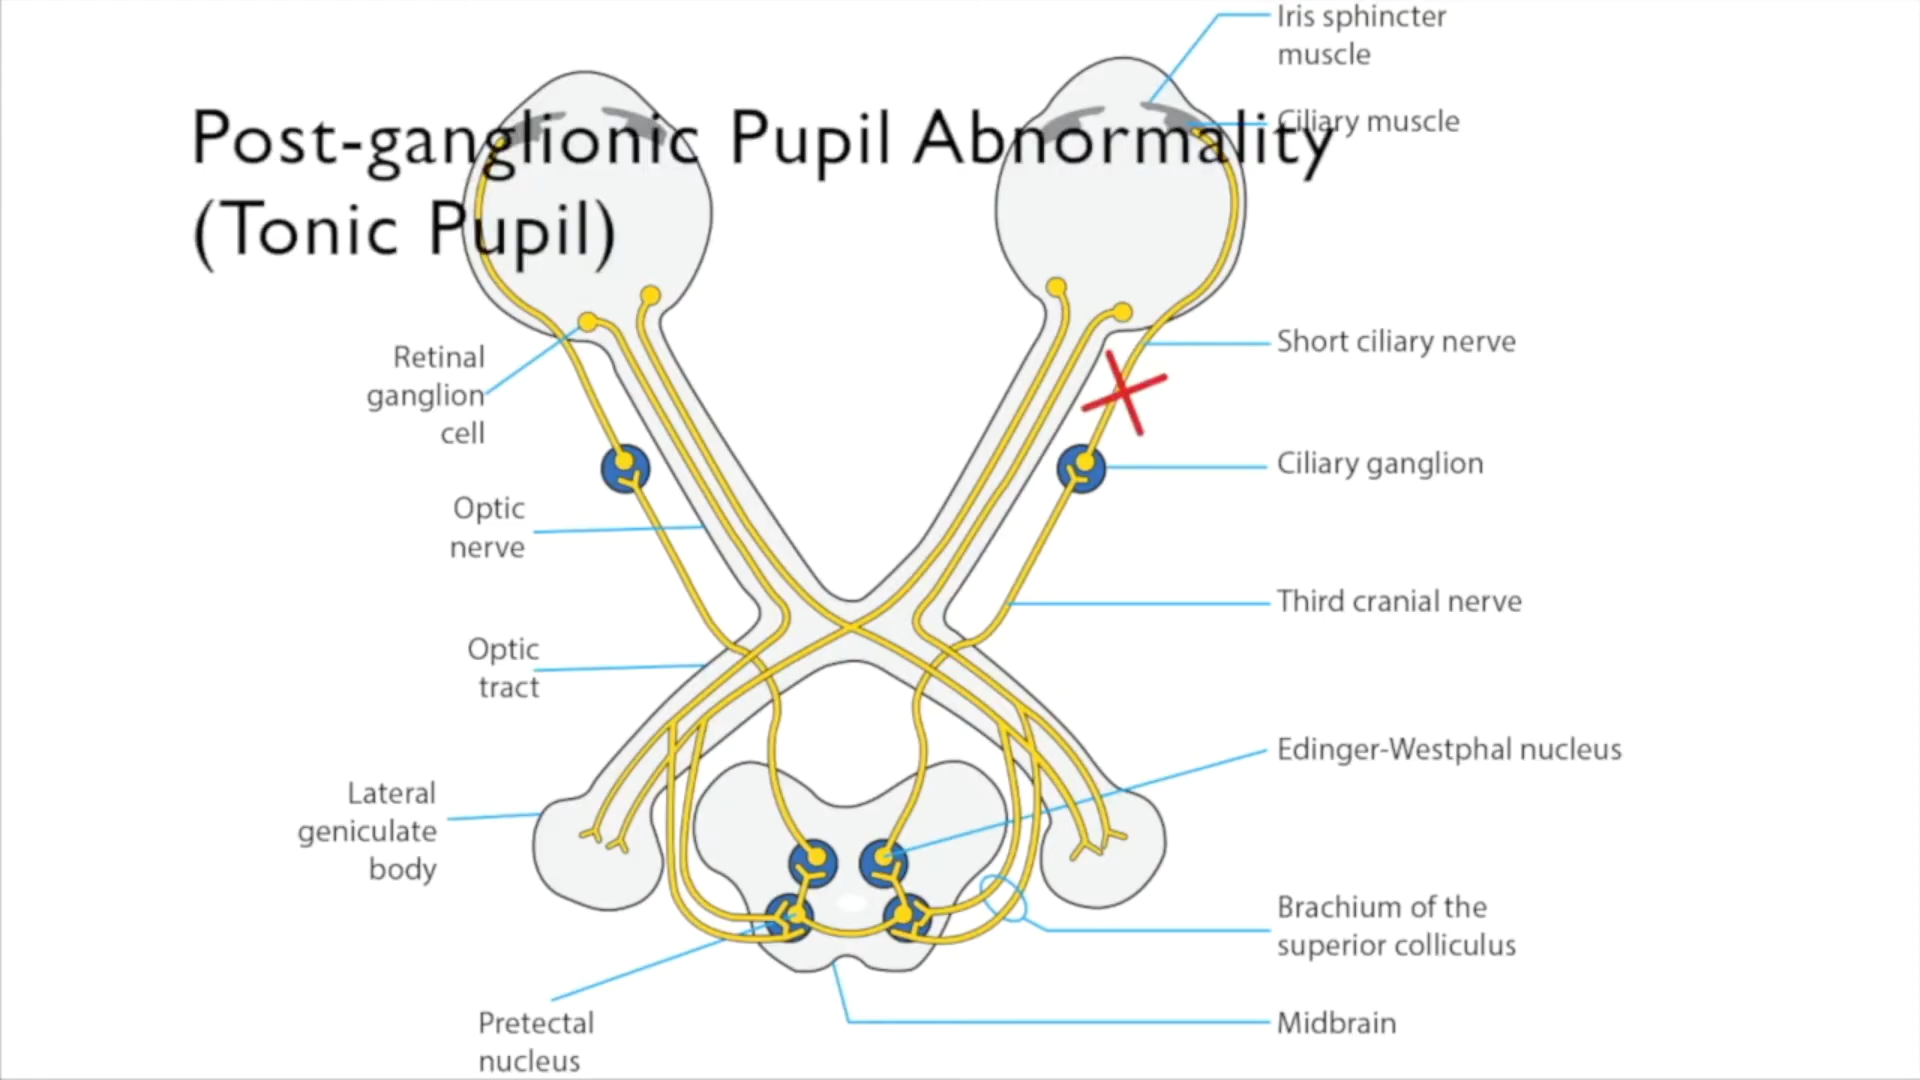 Post-ganglionic Pupil Abnormality
(Tonic Pupil)
Iris sphincter
muscle
Ciliary muscle
Short ciliary nerve
Ciliary ganglion
Third cranial nerve
Edinger-Westphal nucleus
Brachium of the
superior colliculus
Midbrain
Retinal
ganglion
cell
Optic
nerve
Optic
tract
Lateral
geniculate
body
Pretectal
nucleus